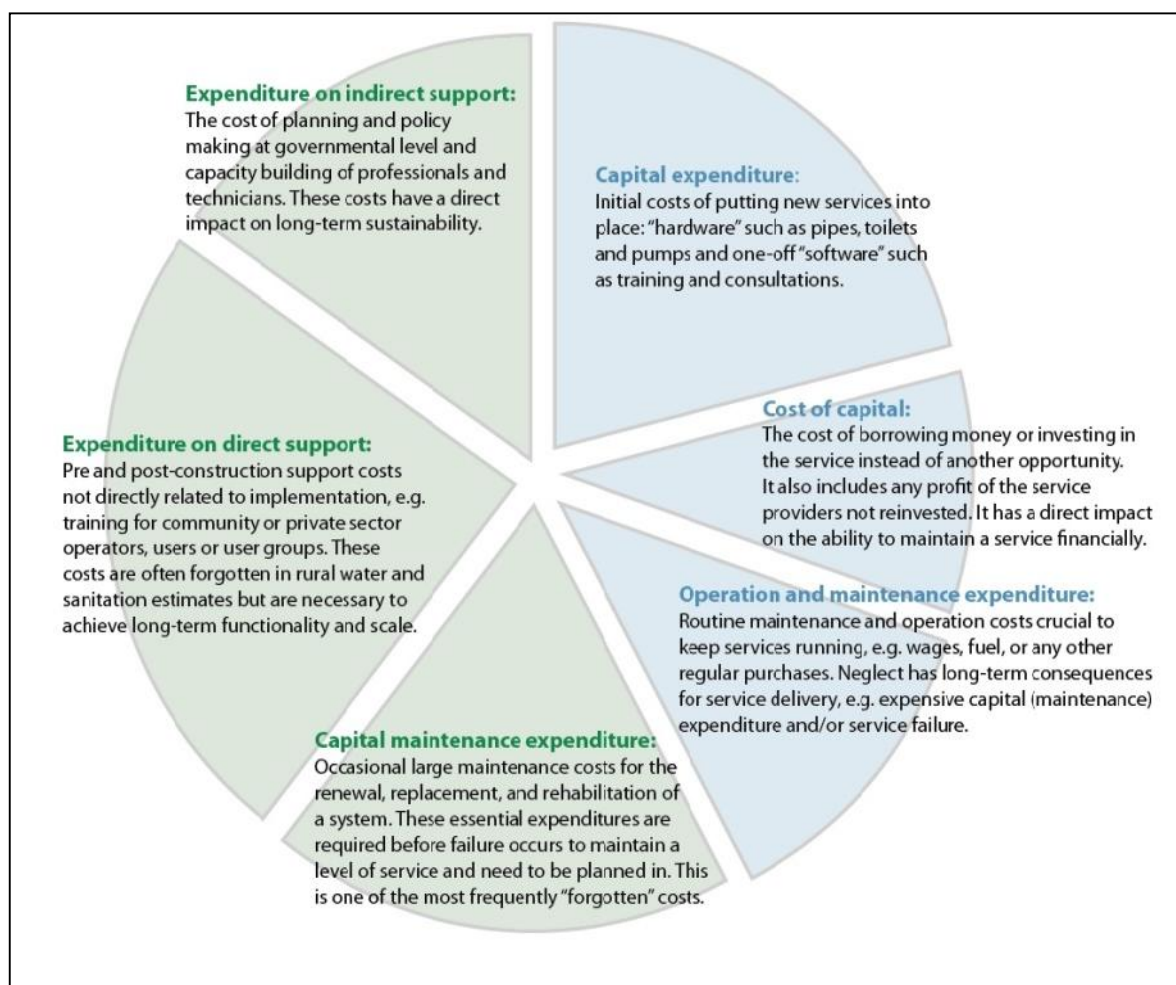 Expenditure on indirect support:
The cost of planning and policy
making at governmental level and
capacity building of professionals and
technicians. These costs have a direct
impact on long-term sustainability.
Capital expenditure:
Initial costs of putting new services into
place: “hardware” such as pipes, toilets
and pumps and one-off “software” such
as training and consultations.
Cost of capital:
The cost of borrowing money or investing in
the service instead of another opportunity.
It also includes any profit of the service
providers not reinvested. It has a direct impact
on the ability to maintain a service financially.
Expenditure on direct support:
Pre and post-construction support costs
not directly related to implementation, e.g.
training for community or private sector
operators, users or user groups. These
costs are often forgotten in rural water and
sanitation estimates but are necessary to
achieve long-term functionality and scale.
Operation and maintenance expenditure:
Routine maintenance and operation costs crucial to
keep services running, e.g. wages, fuel, or any other
regular purchases. Neglect has long-term consequences
for service delivery, e.g. expensive capital (maintenance)
expenditure and/or service failure.
Capital maintenance expenditure:
Occasional large maintenance costs for the
renewal, replacement, and rehabilitation of
a system. These essential expenditures are
required before failure occurs to maintain a
level of service and need to be planned in. This
is one of the most frequently “forgotten” costs.